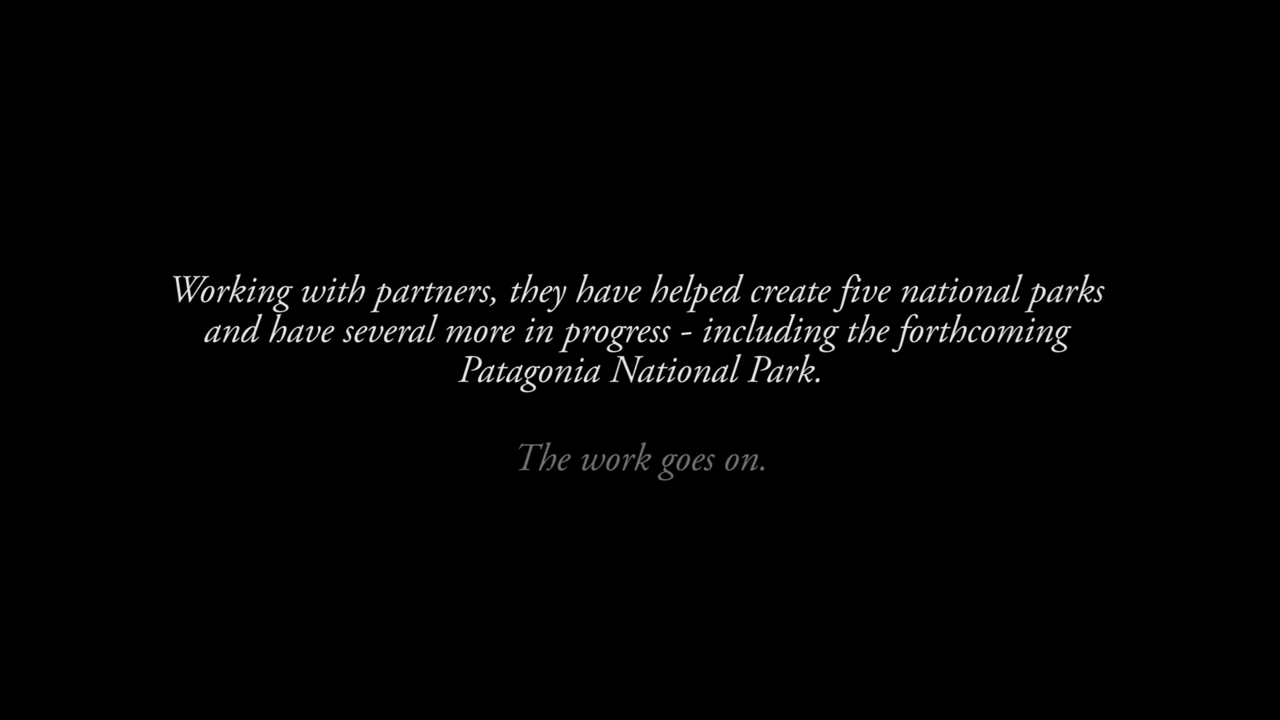 Working with partners, they have helped create five national parks
and have several more in progress - including the forthcoming
Patagonia National Park.
The work goes on.